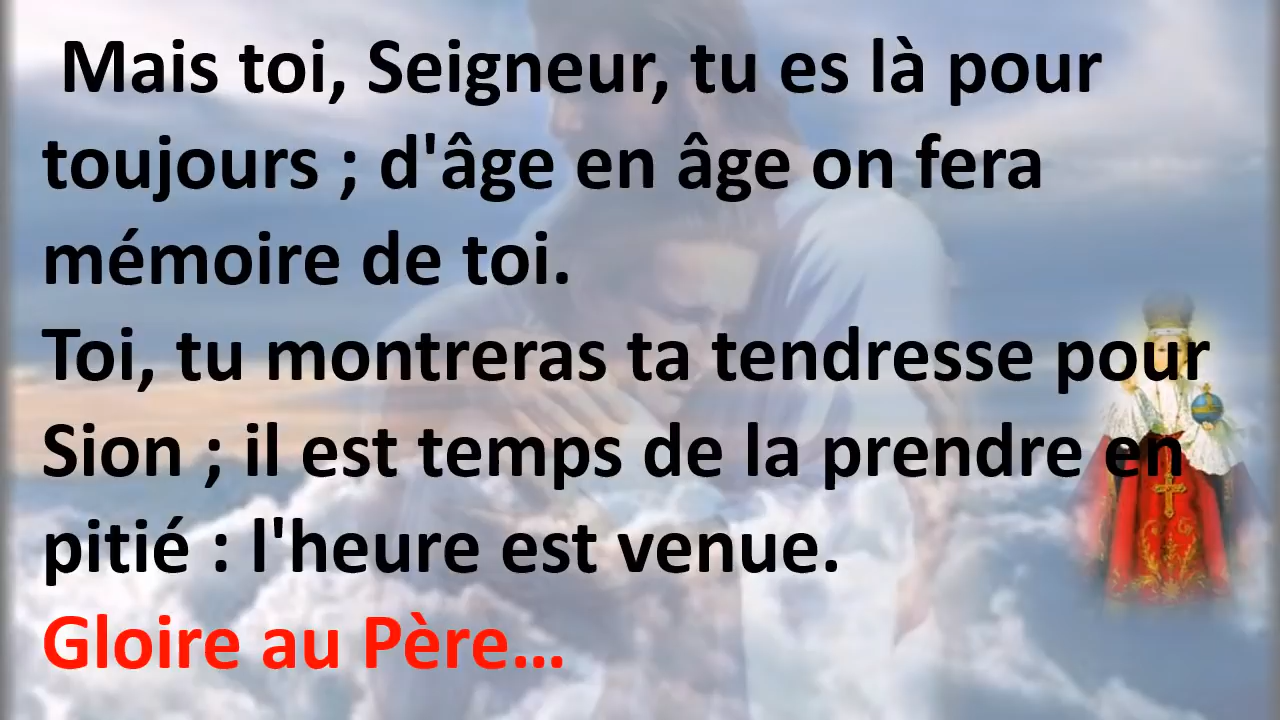 Mais toi, Seigneur, tu es là pour
toujours ; d'âge en âge on fera
mémoire de toi.
Toi, tu montreras ta tendresse pour
Sion ; il est temps de la prendre en
pitié : l'heure est venue.
Gloire au Père...